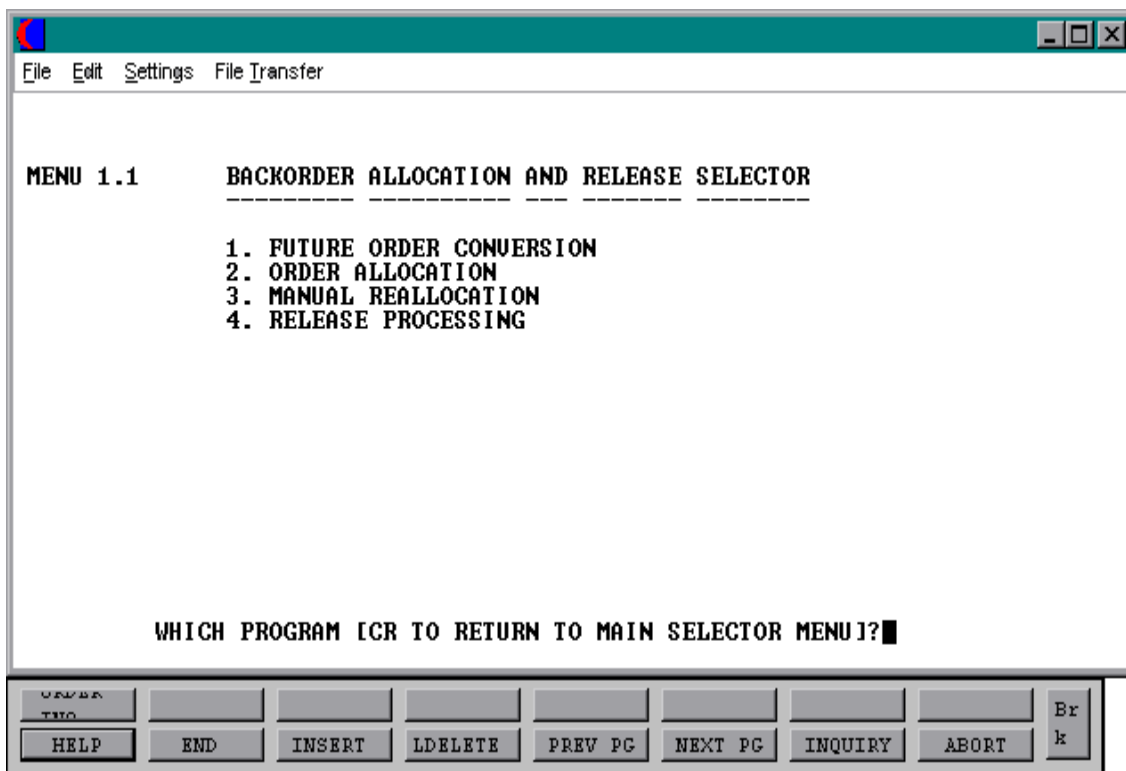 File Edit Settings File Transfer
MENU 1.1 BACKORDER ALLOCATION AND RELEASE SELECTOR
1. FUTURE ORDER CONVERSION
2. ORDER ALLOCATION
3. MANUAL REALLOCATION
4. RELEASE PROCESSING
WHICH PROGRAM [CR TO RETURN TO MAIN SELECTOR MENU]?
HELP END INSERT LDELETE PREV PG NEXT PG INQUIRY ABORT Br
k